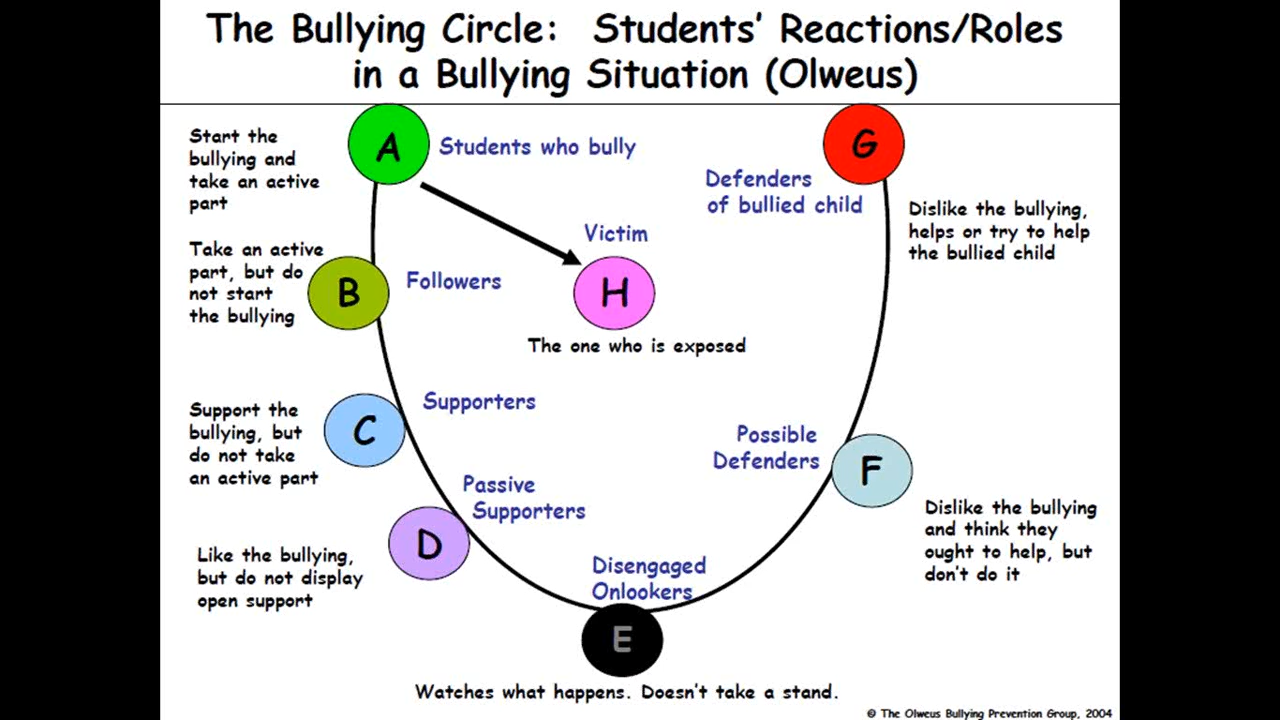 The Bullying Circle: Students' Reactions/Roles
in a Bullying Situation (Olweus)
Start the
bullying and
take an active
part
A
Students who bully
G
Defenders
of bullied child
Dislike the bullying,
helps or try to help
the bullied child
Victim
H
The one who is exposed
Take an active
part, but do
not start
the bullying
B
Followers
Support the
bullying, but
do not take
an active part
C
Supporters
Possible
Defenders
F
Dislike the bullying
and think they
ought to help, but
don't do it
Passive
Supporters
D
Like the bullying,
but do not display
open support
Disengaged
Onlookers
E
Watches what happens. Doesn't take a stand.
© The Olweus Bullying Prevention Group, 2004